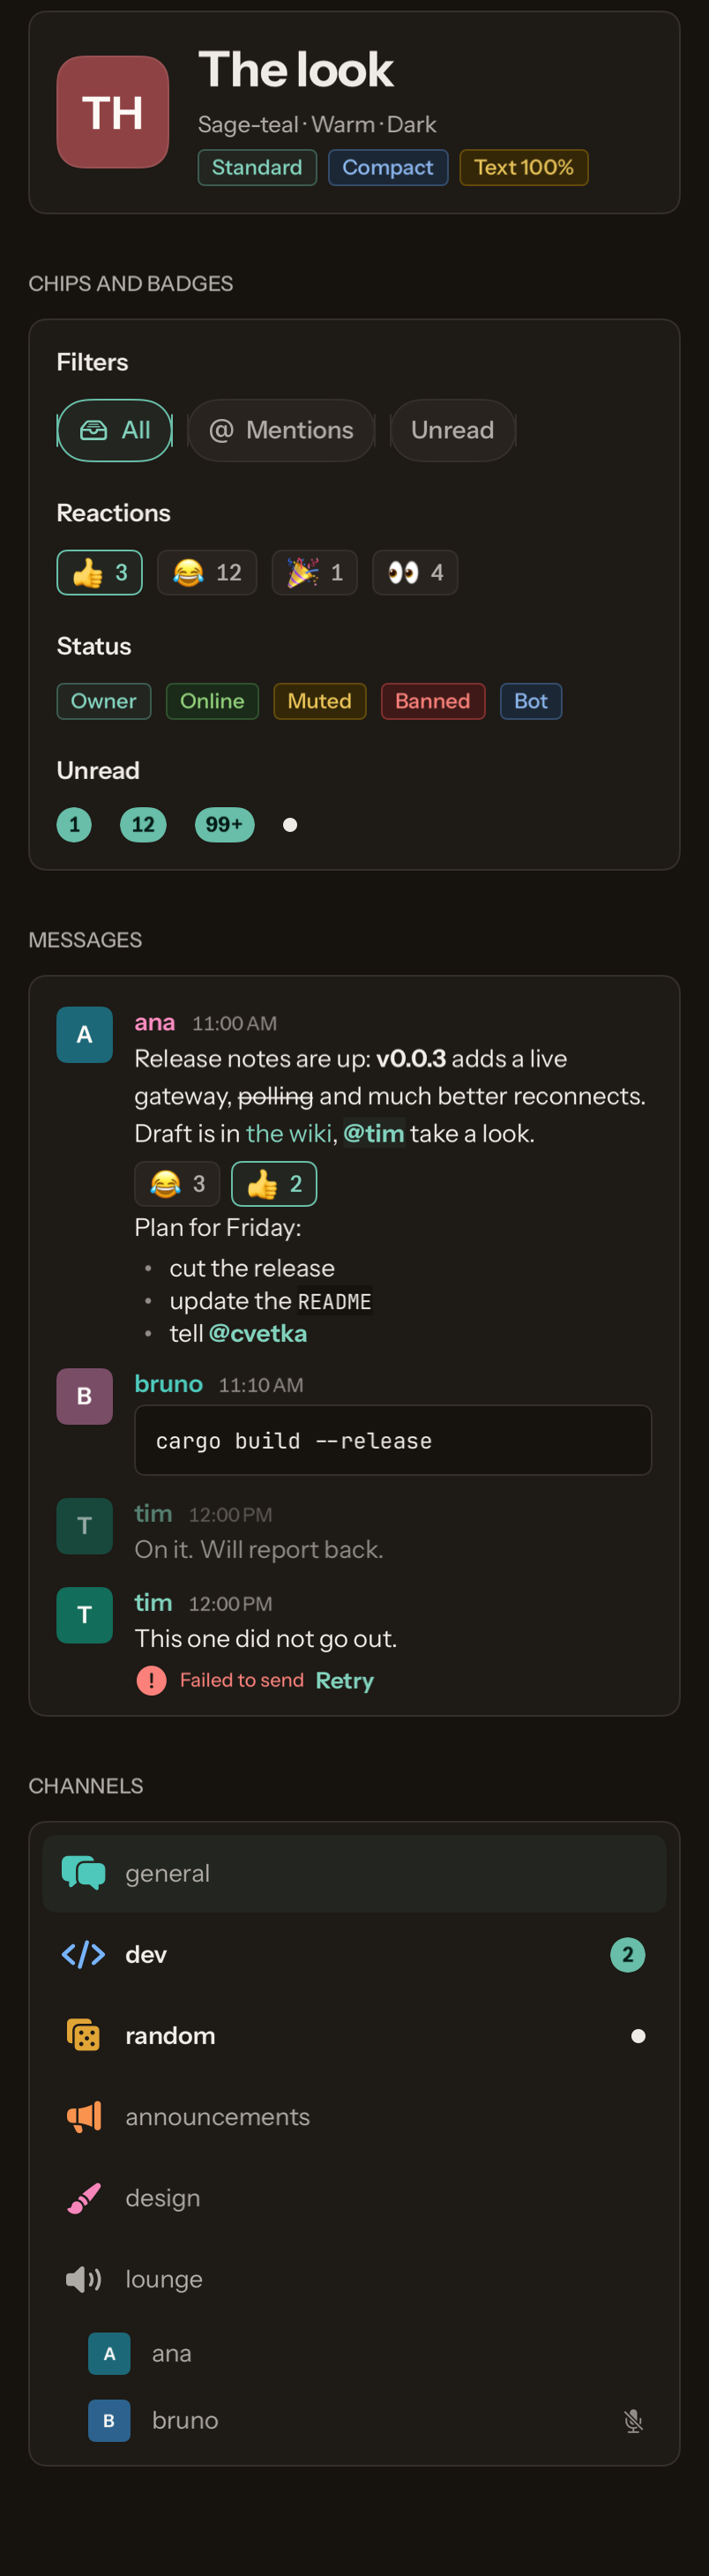 TH
The look
Sage-teal · Warm · Dark
Standard Compact Text 100%
CHIPS AND BADGES
Filters
All @ Mentions Unread
Reactions
👍 3 😂 12 🎉 1 👀 4
Status
Owner Online Muted Banned Bot
Unread
1 12 99+
MESSAGES
A
ana 11:00 AM
Release notes are up: v0.0.3 adds a live
gateway, polling and much better reconnects.
Draft is in the wiki, @tim take a look.
😂 3 👍 2
Plan for Friday:
• cut the release
• update the README
• tell @cvetka
B
bruno 11:10 AM
cargo build --release
T
tim 12:00 PM
On it. Will report back.
T
tim 12:00 PM
This one did not go out.
! Failed to send Retry
CHANNELS
general
</> dev 2
random
announcements
design
lounge
A ana
B bruno